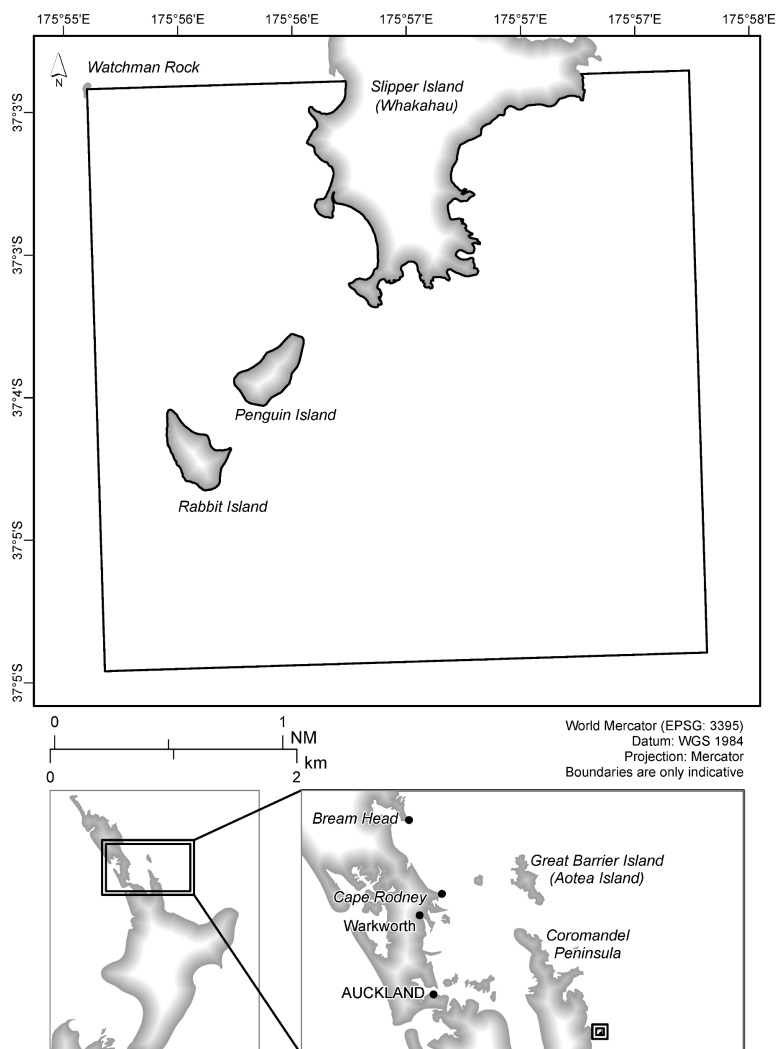 175°55'E 175°56'E 175°56'E 175°57'E 175°57'E 175°57'E 175°58'E
N
Watchman Rock
Slipper Island
(Whakahau)
37°3'S
37°3'S
37°4'S
37°5'S
37°5'S
Penguin Island
Rabbit Island
0 1
NM
km
0 2
World Mercator (EPSG: 3395)
Datum: WGS 1984
Projection: Mercator
Boundaries are only indicative
Bream Head
Great Barrier Island
(Aotea Island)
Cape Rodney
Warkworth
Coromandel
Peninsula
AUCKLAND